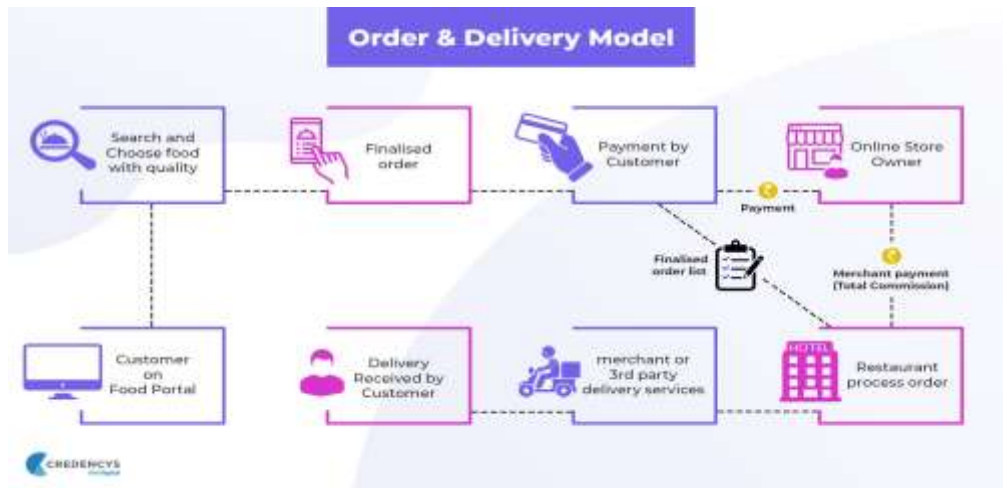 Order & Delivery Model
Search and
Choose food
with quality
Finalised
order
Payment by
Customer
Online Store
Owner
Payment
Finalised
order list
Merchant payment
(Total Commission)
Customer
on
Food Portal
Delivery
Received by
Customer
merchant or
3rd party
delivery services
HOTEL
Restaurant
process order
CREDENCYS